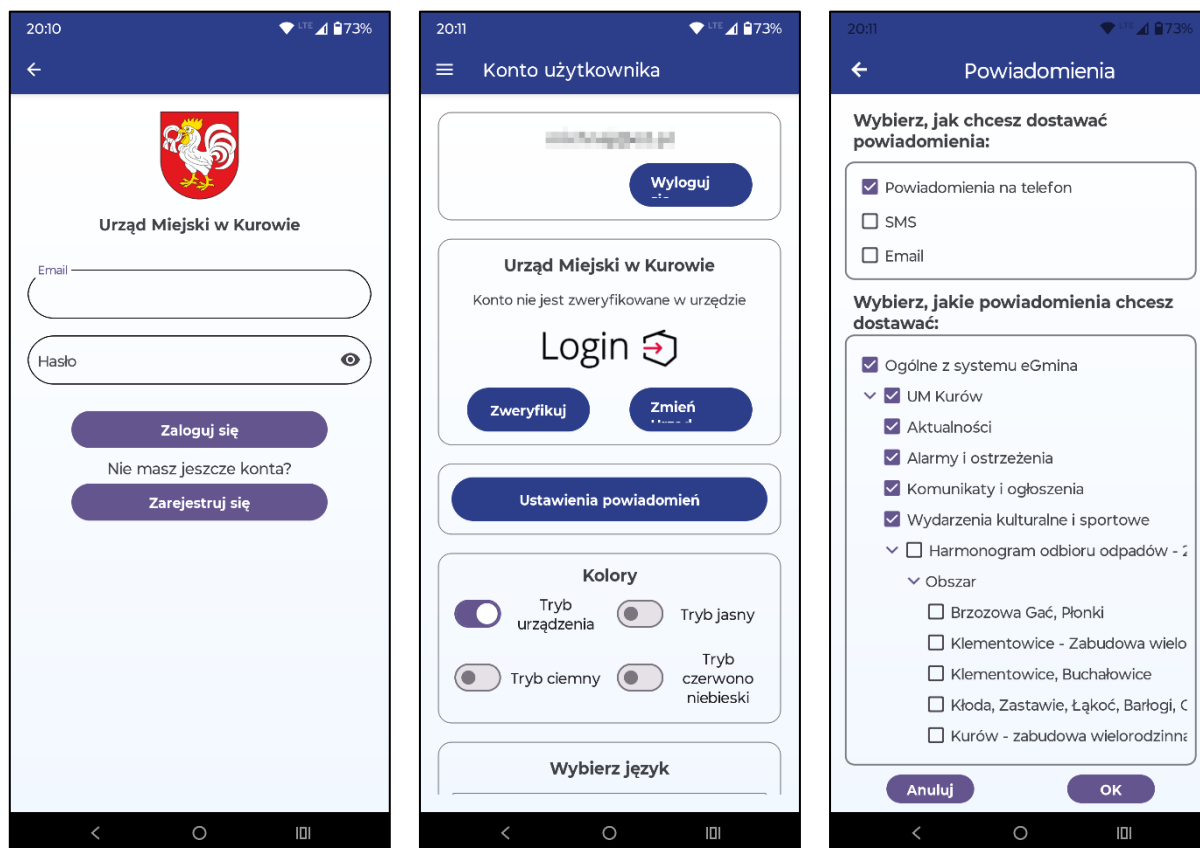 20:10
LTE
73%
Urząd Miejski w Kurowie
Email
Hasło
Zaloguj się
Nie masz jeszcze konta?
Zarejestruj się
20:11
LTE
73%
Konto użytkownika
Wyloguj
Urząd Miejski w Kurowie
Konto nie jest zweryfikowane w urzędzie
Login
Zweryfikuj
Zmień
Ustawienia powiadomień
Kolory
Tryb
urządzenia
Tryb jasny
Tryb ciemny
Tryb
czerwono
niebieski
Wybierz język
20:11
LTE
73%
Powiadomienia
Wybierz, jak chcesz dostawać
powiadomienia:
Powiadomienia na telefon
SMS
Email
Wybierz, jakie powiadomienia chcesz
dostawać:
Ogólne z systemu eGmina
UM Kurów
Aktualności
Alarmy i ostrzeżenia
Komunikaty i ogłoszenia
Wydarzenia kulturalne i sportowe
Harmonogram odbioru odpadów -
Obszar
Brzozowa Gać, Płonki
Klementowice - Zabudowa wielo
Klementowice, Buchałowice
Kłoda, Zastawie, Łąkoć, Barłogi,
Kurów - zabudowa wielorodzinna
Anuluj
OK